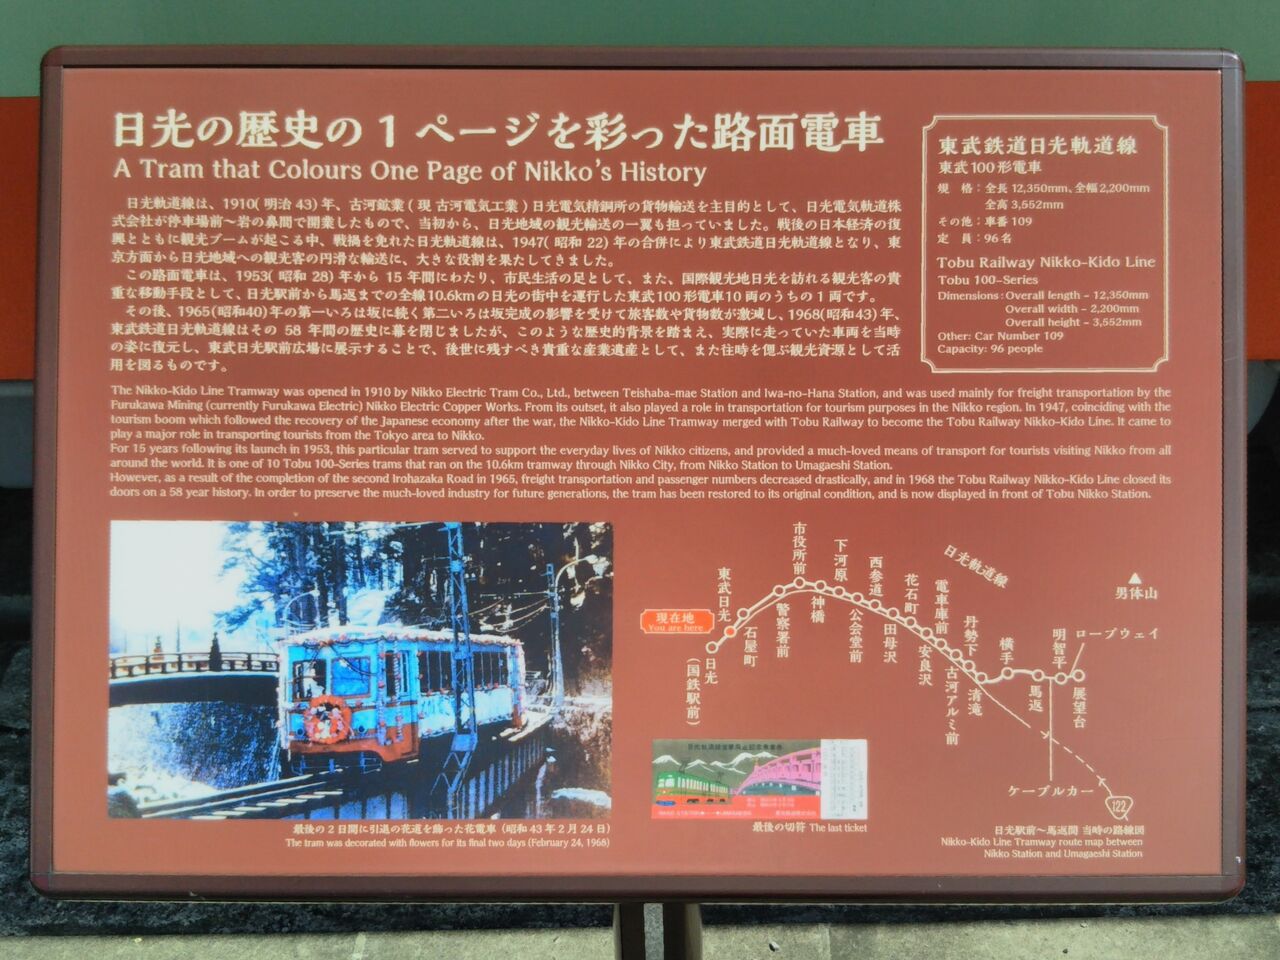 日光の歴史の1ページを彩った路面電車
A Tram that Colours One Page of Nikko's History
日光軌道線は、1910(明治43)年、古河鉱業(現 古河電気工業)日光電気精銅所の貨物輸送を主目的として、日光電気軌道株
式会社が停車場前～岩の鼻間で開業したもので、当初から、日光地域の観光輸送の一翼も担っていました。戦後の日本経済の復
興とともに観光ブームが起こる中、戦禍を免れた日光軌道線は、1947(昭和22)年の合併により東武鉄道日光軌道線となり、東
京方面から日光地域への観光客の円滑な輸送に、大きな役割を果たしてきました。
この路面電車は、1953(昭和28)年から15年間にわたり、市民生活の足として、また、国際観光地日光を訪れる観光客の貴
重な移動手段として、日光駅前から馬返までの全線10.6kmの日光の街中を運行した東武100形電車10両のうちの1両です。
その後、1965(昭和40)年の第一いろは坂に続く第二いろは坂完成の影響を受けて旅客数や貨物数が激減し、1968(昭和43)年、
東武鉄道日光軌道線はその58年間の歴史に幕を閉じましたが、このような歴史的背景を踏まえ、実際に走っていた車両を当時
の姿に復元し、東武日光駅前広場に展示することで、後世に残すべき貴重な産業遺産として、また往時を偲ぶ観光資源として活
用を図るものです。
東武鉄道日光軌道線
東武100形電車
規 格：全長 12,350mm、全幅 2,200mm
全高 3,552mm
その他：車番 109
定 員：96名
Tobu Railway Nikko-Kido Line
Tobu 100-Series
Dimensions: Overall length - 12,350mm
Overall width - 2,200mm
Overall height - 3,552mm
Other: Car Number 109
Capacity: 96 people
The Nikko-Kido Line Tramway was opened in 1910 by Nikko Electric Tram Co., Ltd., between Teishaba-mae Station and Iwa-no-Hana Station, and was used mainly for freight transportation by the
Furukawa Mining (currently Furukawa Electric) Nikko Electric Copper Works. From its outset, it also played a role in transportation for tourism purposes in the Nikko region. In 1947, coinciding with the
tourism boom which followed the recovery of the Japanese economy after the war, the Nikko-Kido Line Tramway merged with Tobu Railway to become the Tobu Railway Nikko-Kido Line. It came to
play a major role in transporting tourists from the Tokyo area to Nikko.
For 15 years following its launch in 1953, this particular tram served to support the everyday lives of Nikko citizens, and provided a much-loved means of transport for tourists visiting Nikko from all
around the world. It is one of 10 Tobu 100-Series trams that ran on the 10.6km tramway through Nikko City, from Nikko Station to Umagaeshi Station.
However, as a result of the completion of the second Irohazaka Road in 1965, freight transportation and passenger numbers decreased drastically, and in 1968 the Tobu Railway Nikko-Kido Line closed its
doors on a 58 year history. In order to preserve the much-loved industry for future generations, the tram has been restored to its original condition, and is now displayed in front of Tobu Nikko Station.
最後の2日間に引退の花道を飾った花電車(昭和43年2月24日)
The tram was decorated with flowers for its final two days (February 24, 1968)
現在地
You are here
日光
(国鉄駅前)
東武日光
石屋町
警察署前
市役所前
神橋
下河原
公会堂前
西参道
田母沢
花石町
安良沢
電車庫前
古河アルミ前
丹勢下
清滝
横手
馬返
明智平
展望台
日光軌道線
男体山
ロープウェイ
ケーブルカー
122
最後の切符 The last ticket
日光駅前～馬返間 当時の路線図
Nikko-Kido Line Tramway route map between
Nikko Station and Umagaeshi Station